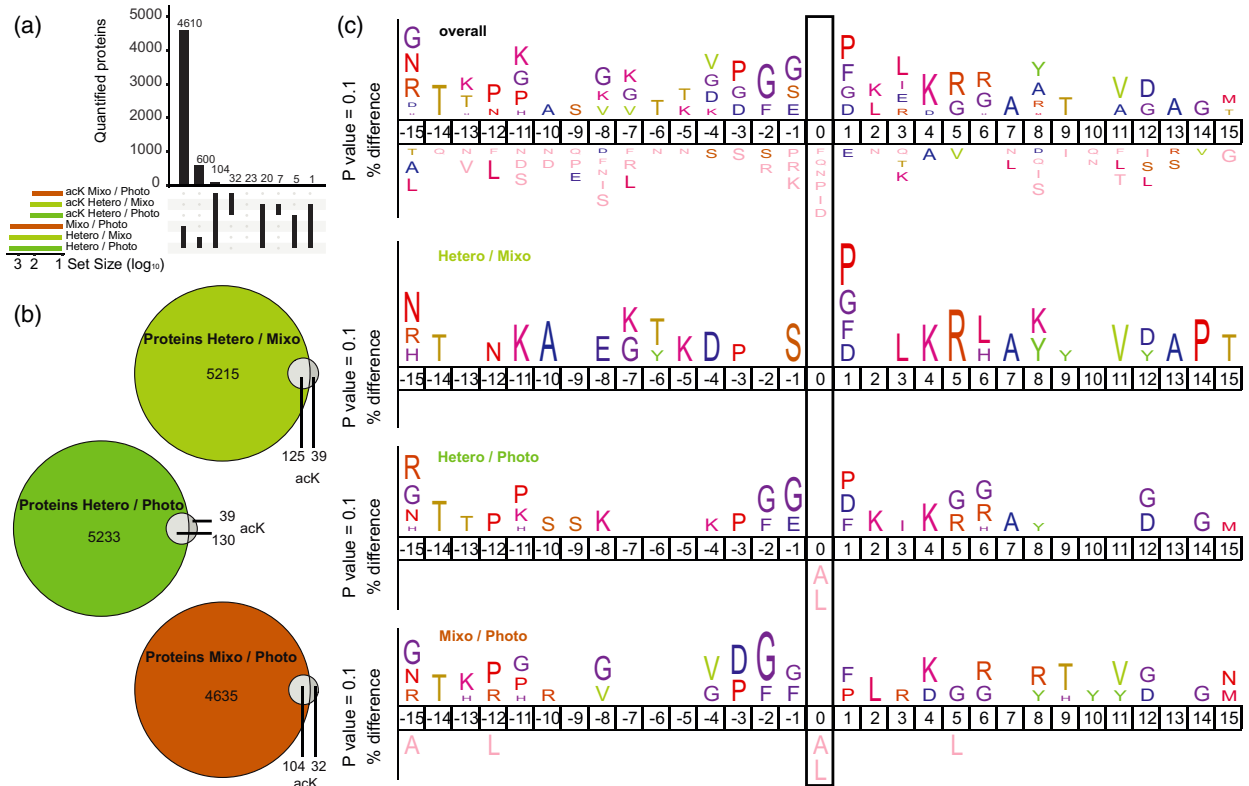 (a)
Quantified proteins
5000
4000
3000
2000
1000
0
4610
600
104
32
23
20
7
5
1
acK Mixo / Photo
acK Hetero / Mixo
acK Hetero / Photo
Mixo / Photo
Hetero / Mixo
Hetero / Photo
3 2 1 Set Size (log₁₀)
(b)
Proteins Hetero / Mixo
5215
125 39
acK
Proteins Hetero / Photo
5233
39
130
acK
Proteins Mixo / Photo
4635
104 32
acK
(c)
overall
P value = 0.1
% difference
G N R T K T P N K G P H A S G K V K G V T T K V G D K P G D G F G S E
P F G D K L L I E R K D R G R G A Y A R T V A D G A G M T
-15 -14 -13 -12 -11 -10 -9 -8 -7 -6 -5 -4 -3 -2 -1 0 1 2 3 4 5 6 7 8 9 10 11 12 13 14 15
T A L N V F L N D S N D Q P E D F N I S F R L N N S S S R P R K F Q N P I D E N Q T K A V N L D Q I S I Q N F L T I S L R S V G
Hetero / Mixo
P value = 0.1
% difference
N R H T N K A E K G T Y K D P S P G F D L K R L H A K Y Y V D Y A P T
-15 -14 -13 -12 -11 -10 -9 -8 -7 -6 -5 -4 -3 -2 -1 0 1 2 3 4 5 6 7 8 9 10 11 12 13 14 15
Hetero / Photo
P value = 0.1
% difference
R G N H T T P P K H S S K K P G F G E P D F K I K G R G R H A Y G D G M
-15 -14 -13 -12 -11 -10 -9 -8 -7 -6 -5 -4 -3 -2 -1 0 1 2 3 4 5 6 7 8 9 10 11 12 13 14 15
A
L
Mixo / Photo
P value = 0.1
% difference
G N R T K H P R G P H R G V V G D P G F G F F P L R K D G R G R Y T H Y V Y G D G N M
-15 -14 -13 -12 -11 -10 -9 -8 -7 -6 -5 -4 -3 -2 -1 0 1 2 3 4 5 6 7 8 9 10 11 12 13 14 15
A L A L L